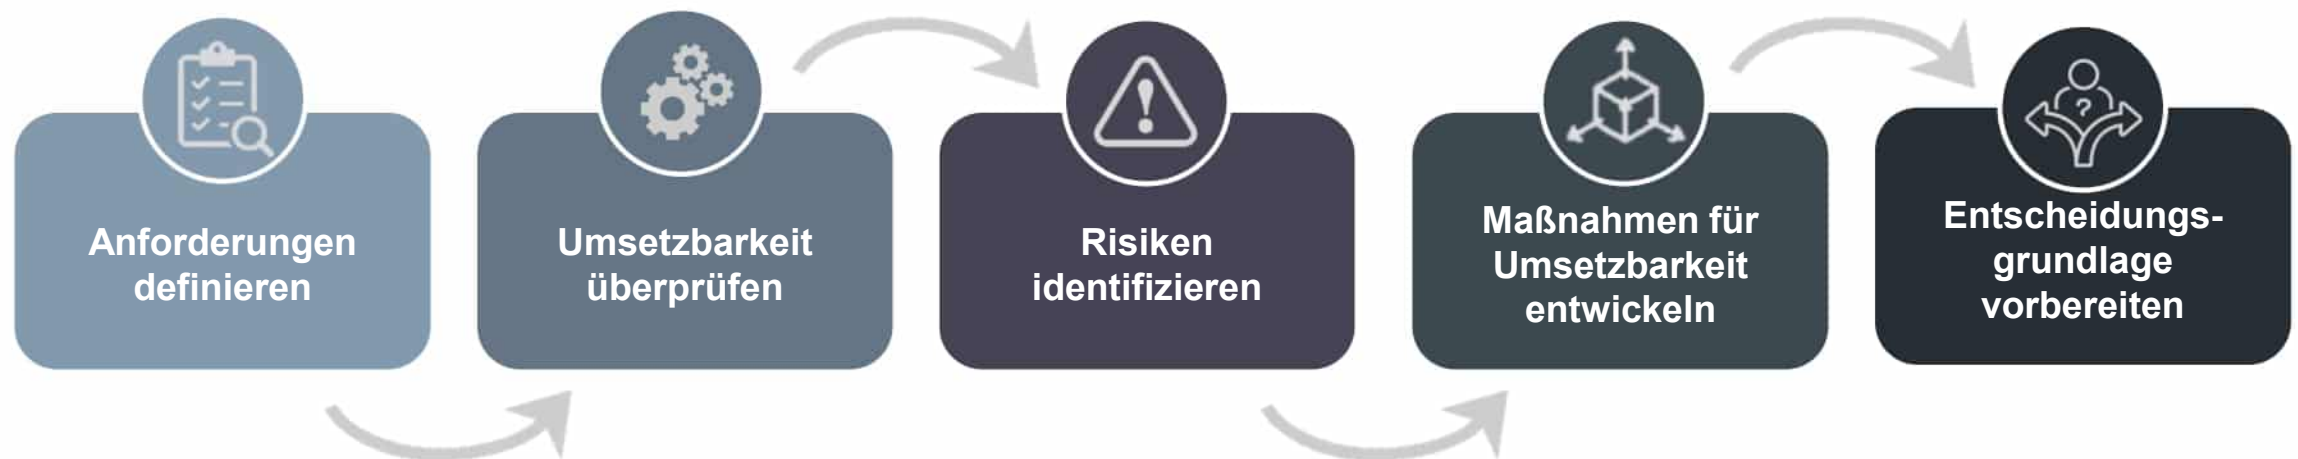 Anforderungen
definieren
Umsetzbarkeit
überprüfen
Risiken
identifizieren
Maßnahmen für
Umsetzbarkeit
entwickeln
?
Entscheidungs-
grundlage
vorbereiten